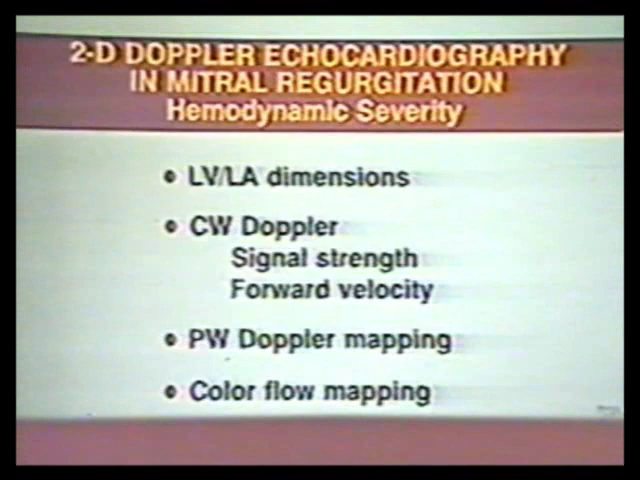 2-D DOPPLER ECHOCARDIOGRAPHY
IN MITRAL REGURGITATION
Hemodynamic Severity
• LV/LA dimensions
• CW Doppler
Signal strength
Forward velocity
• PW Doppler mapping
• Color flow mapping